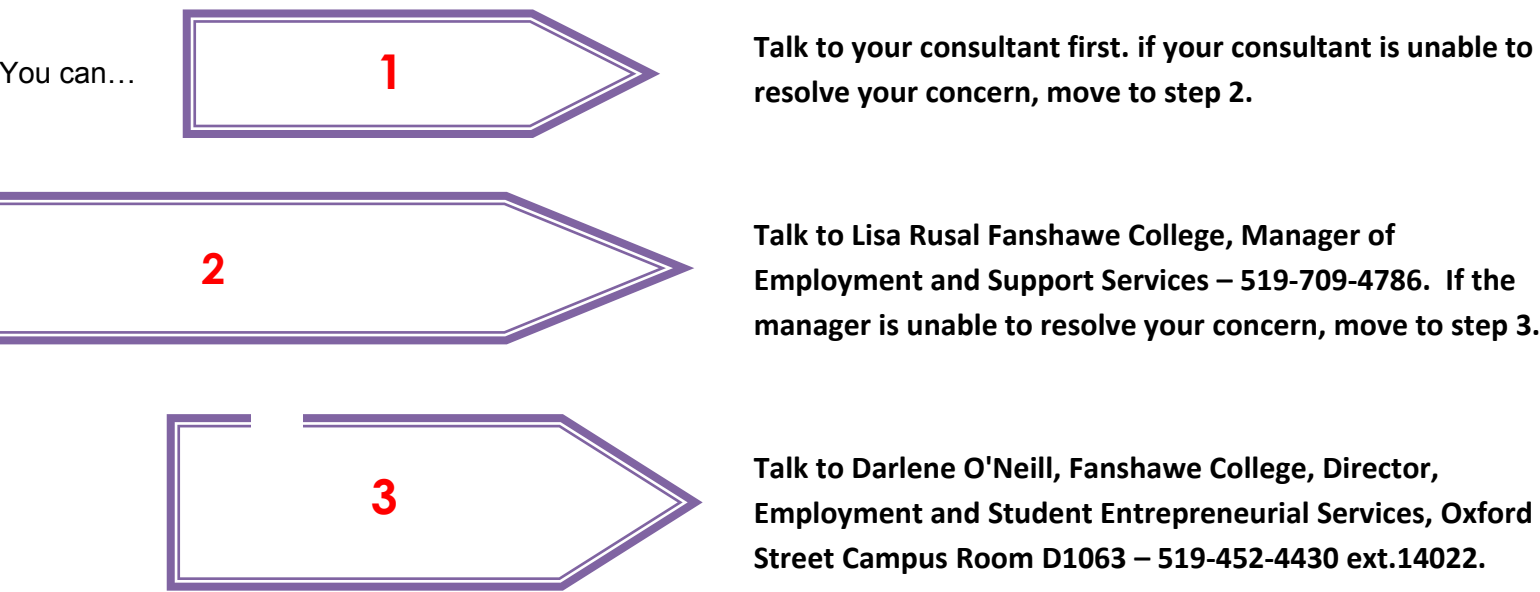 You can…
1
Talk to your consultant first. if your consultant is unable to
resolve your concern, move to step 2.
2
Talk to Lisa Rusal Fanshawe College, Manager of
Employment and Support Services – 519-709-4786.  If the
manager is unable to resolve your concern, move to step 3.
3
Talk to Darlene O'Neill, Fanshawe College, Director,
Employment and Student Entrepreneurial Services, Oxford
Street Campus Room D1063 – 519-452-4430 ext.14022.